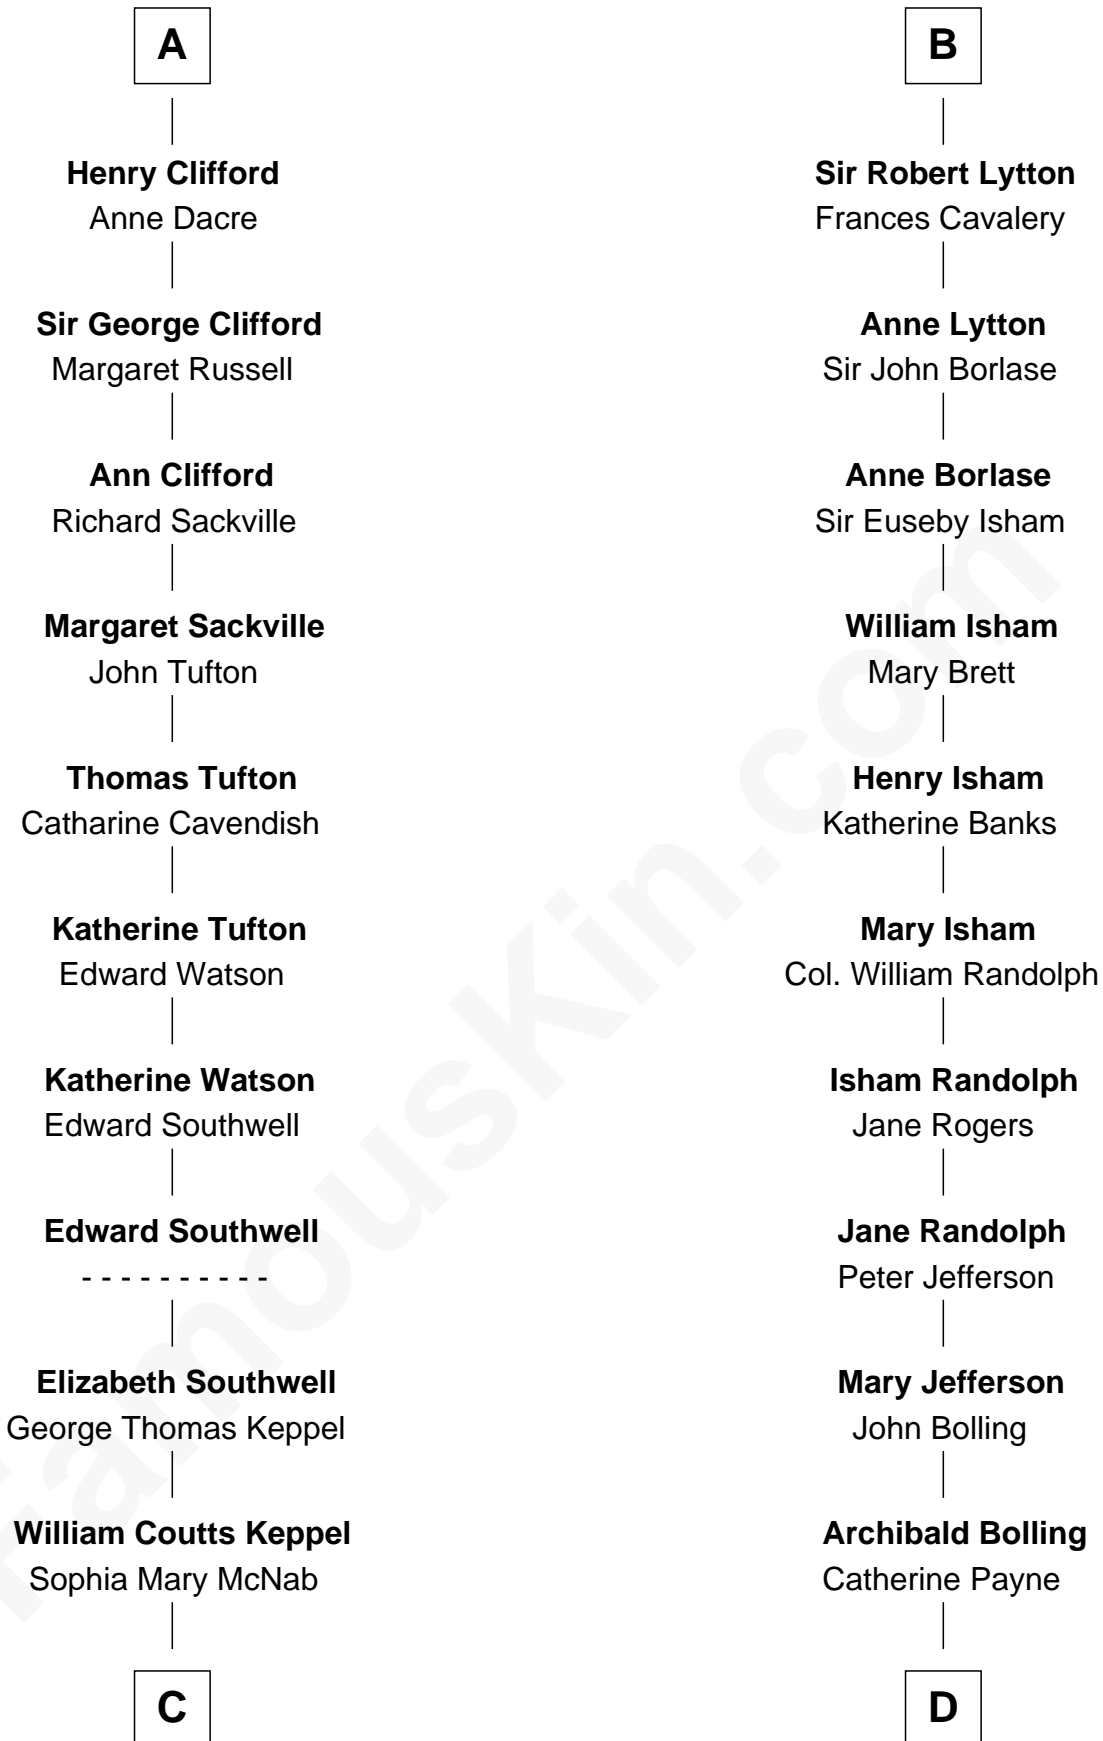 A
Henry Clifford
Anne Dacre
Sir George Clifford
Margaret Russell
Ann Clifford
Richard Sackville
Margaret Sackville
John Tufton
Thomas Tufton
Catharine Cavendish
Katherine Tufton
Edward Watson
Katherine Watson
Edward Southwell
Edward Southwell
- - - - - - - - - -
Elizabeth Southwell
George Thomas Keppel
William Coutts Keppel
Sophia Mary McNab
C
B
Sir Robert Lytton
Frances Cavalery
Anne Lytton
Sir John Borlase
Anne Borlase
Sir Euseby Isham
William Isham
Mary Brett
Henry Isham
Katherine Banks
Mary Isham
Col. William Randolph
Isham Randolph
Jane Rogers
Jane Randolph
Peter Jefferson
Mary Jefferson
John Bolling
Archibald Bolling
Catherine Payne
D
FamousKin.com